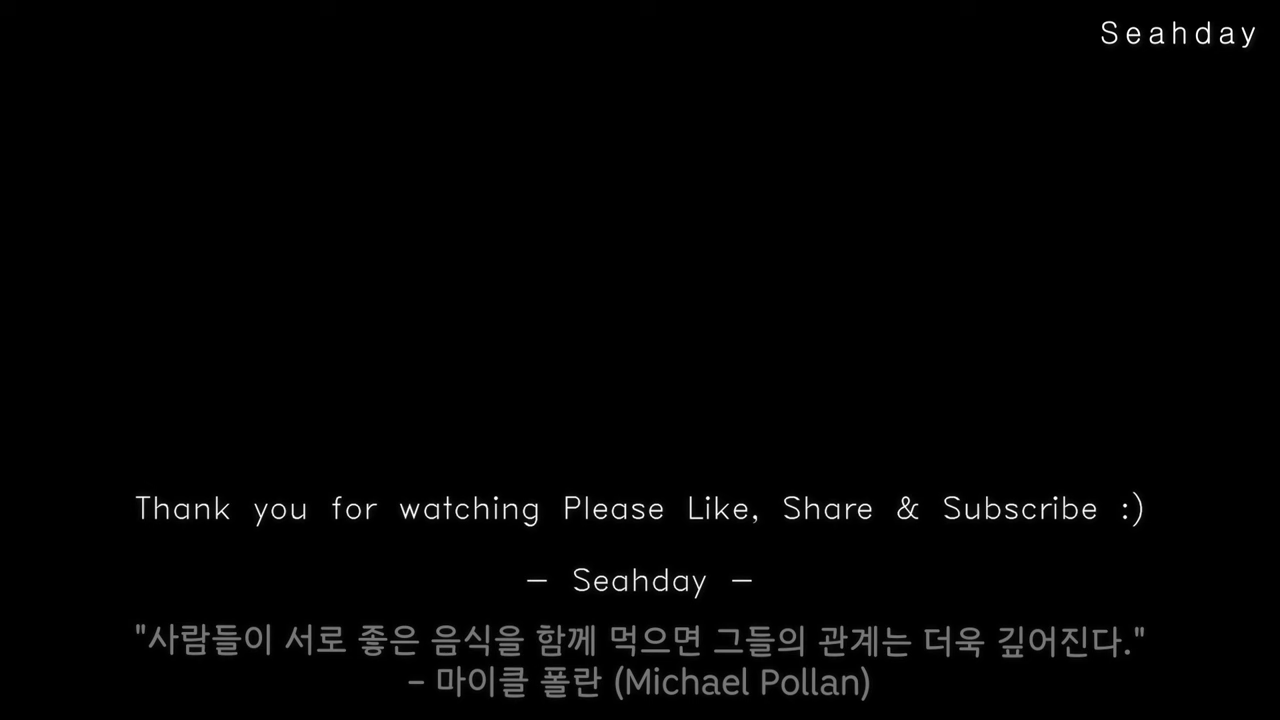 Seahday
Thank you for watching Please Like, Share & Subscribe :)
– Seahday –
"사람들이 서로 좋은 음식을 함께 먹으면 그들의 관계는 더욱 깊어진다."
– 마이클 폴란 (Michael Pollan)